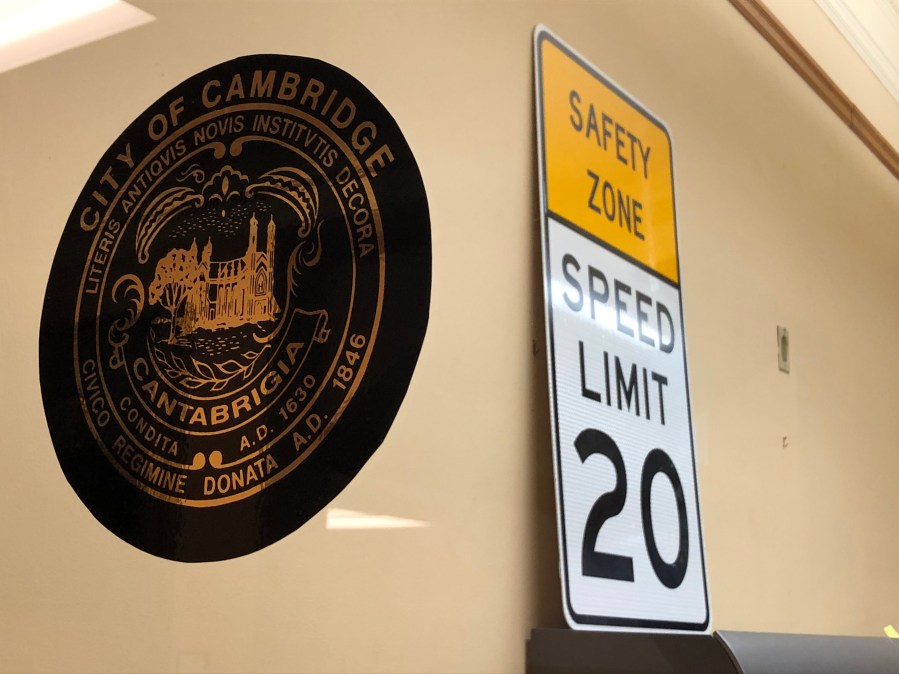 CITY OF CAMBRIDGE
LITERIS ANTIQVIS NOVIS INSTITVTIS DECORA
CANTABRIGIA
CONDITA A.D. 1630
CIVICO REGIMINE DONATA A.D. 1846
SAFETY
ZONE
SPEED
LIMIT
20